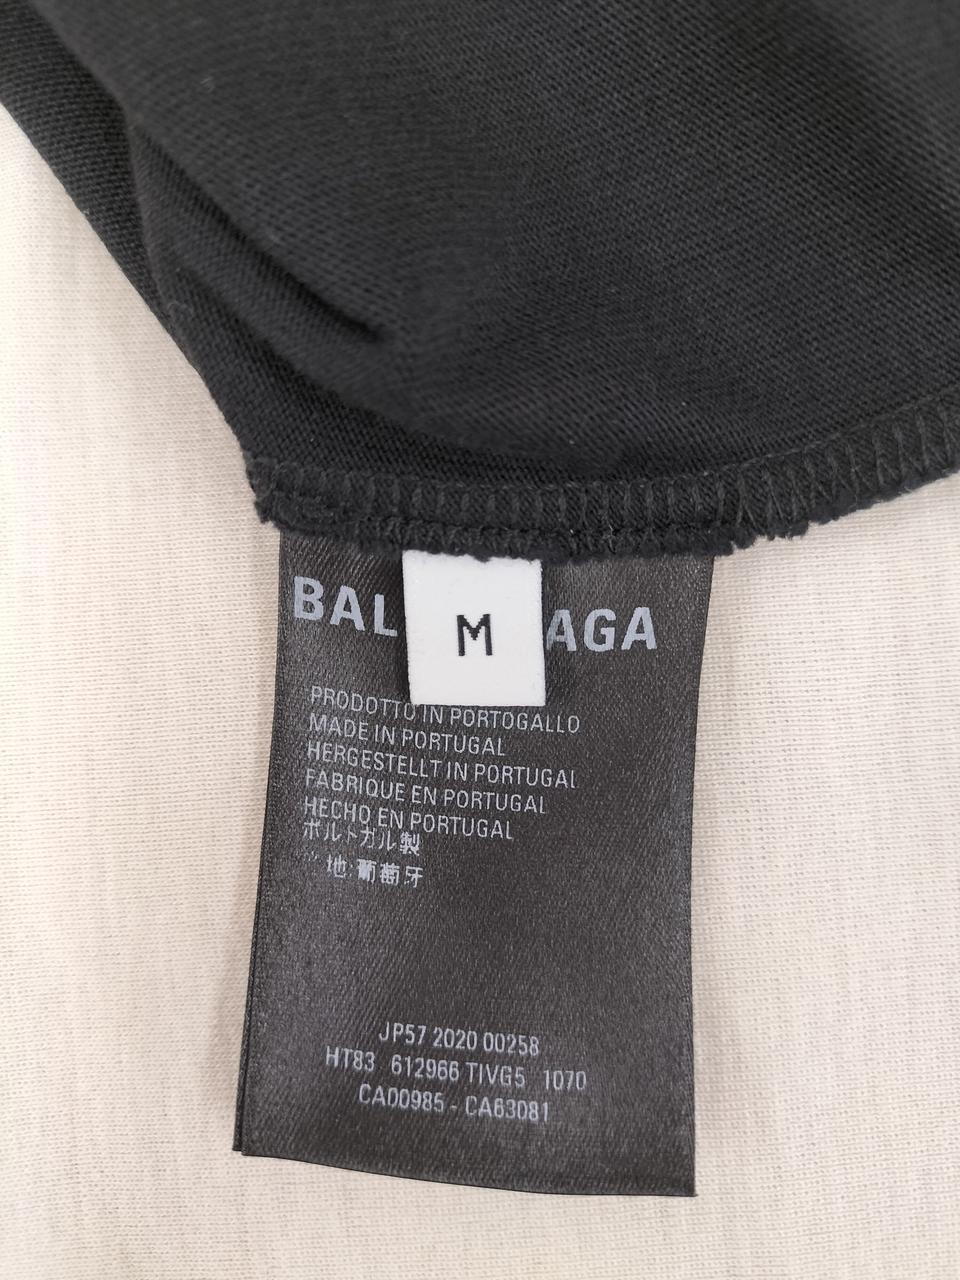 BAL AGA
M
PRODOTTO IN PORTOGALLO
MADE IN PORTUGAL
HERGESTELLT IN PORTUGAL
FABRIQUE EN PORTUGAL
HECHO EN PORTUGAL
ポルトガル製
地:葡萄牙
JP57 2020 00258
HT83 612966 TIVG5 1070
CA00985 - CA63081